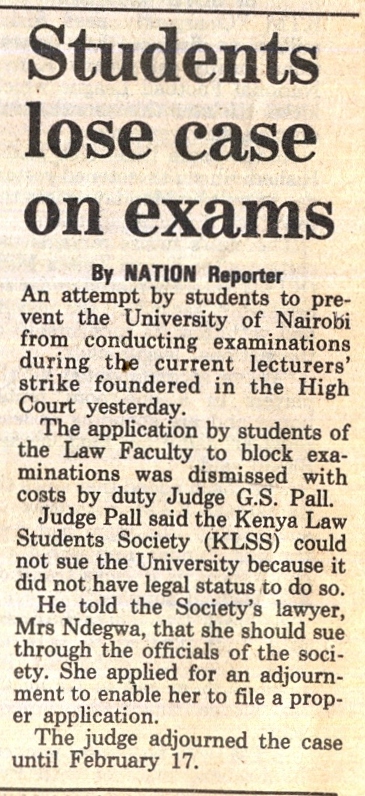 Students
lose case
on exams
By NATION Reporter
An attempt by students to pre-
vent the University of Nairobi
from conducting examinations
during the current lecturers'
strike foundered in the High
Court yesterday.
The application by students of
the Law Faculty to block exa-
minations was dismissed with
costs by duty Judge G.S. Pall.
Judge Pall said the Kenya Law
Students Society (KLSS) could
not sue the University because it
did not have legal status to do so.
He told the Society's lawyer,
Mrs Ndegwa, that she should sue
through the officials of the soci-
ety. She applied for an adjourn-
ment to enable her to file a prop-
er application.
The judge adjourned the case
until February 17.